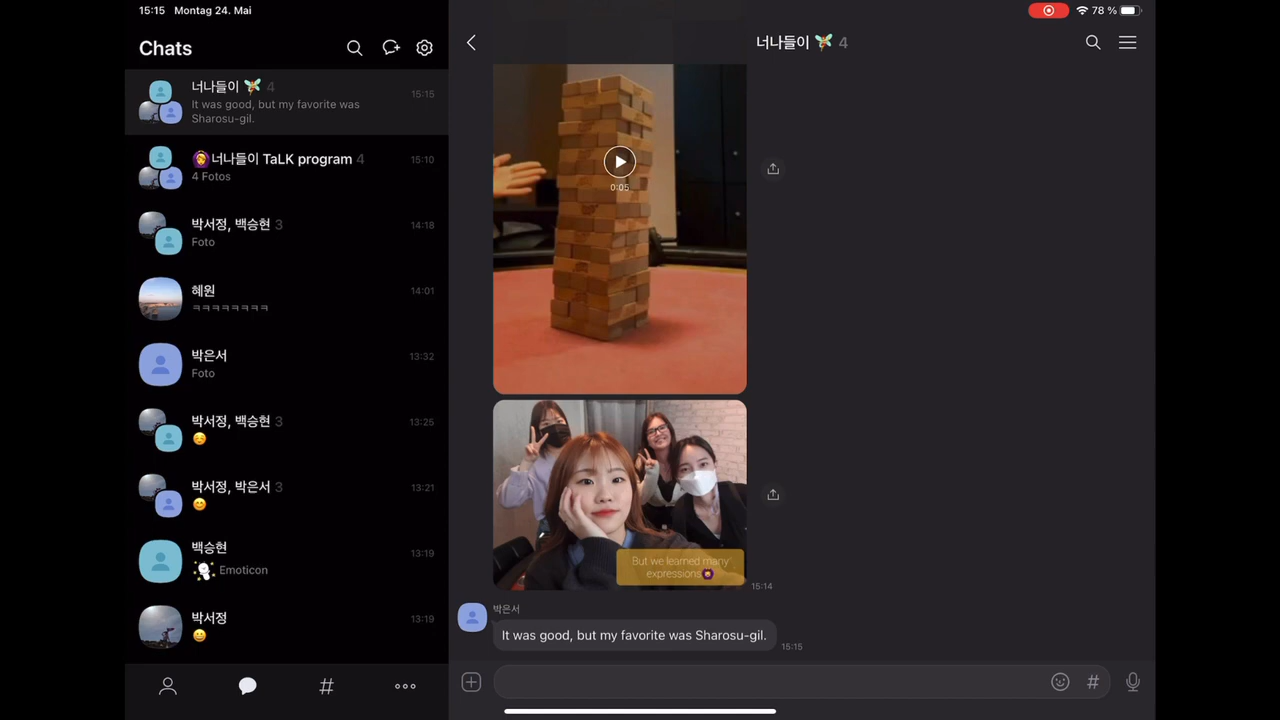 15:15 Montag 24. Mai
78 %
Chats
너나들이 🧚 4
15:15
It was good, but my favorite was
Sharosu-gil.
🙆너나들이 TaLK program 4
15:10
4 Fotos
박서정, 백승현 3
14:18
Foto
혜원
14:01
ㅋㅋㅋㅋㅋㅋㅋㅋ
박은서
13:32
Foto
박서정, 백승현 3
13:25
☺️
박서정, 박은서 3
13:21
😊
백승현
13:19
Emoticon
박서정
13:19
😀
너나들이 🧚 4
0:05
But we learned many
expressions🙆
15:14
박은서
It was good, but my favorite was Sharosu-gil.
15:15